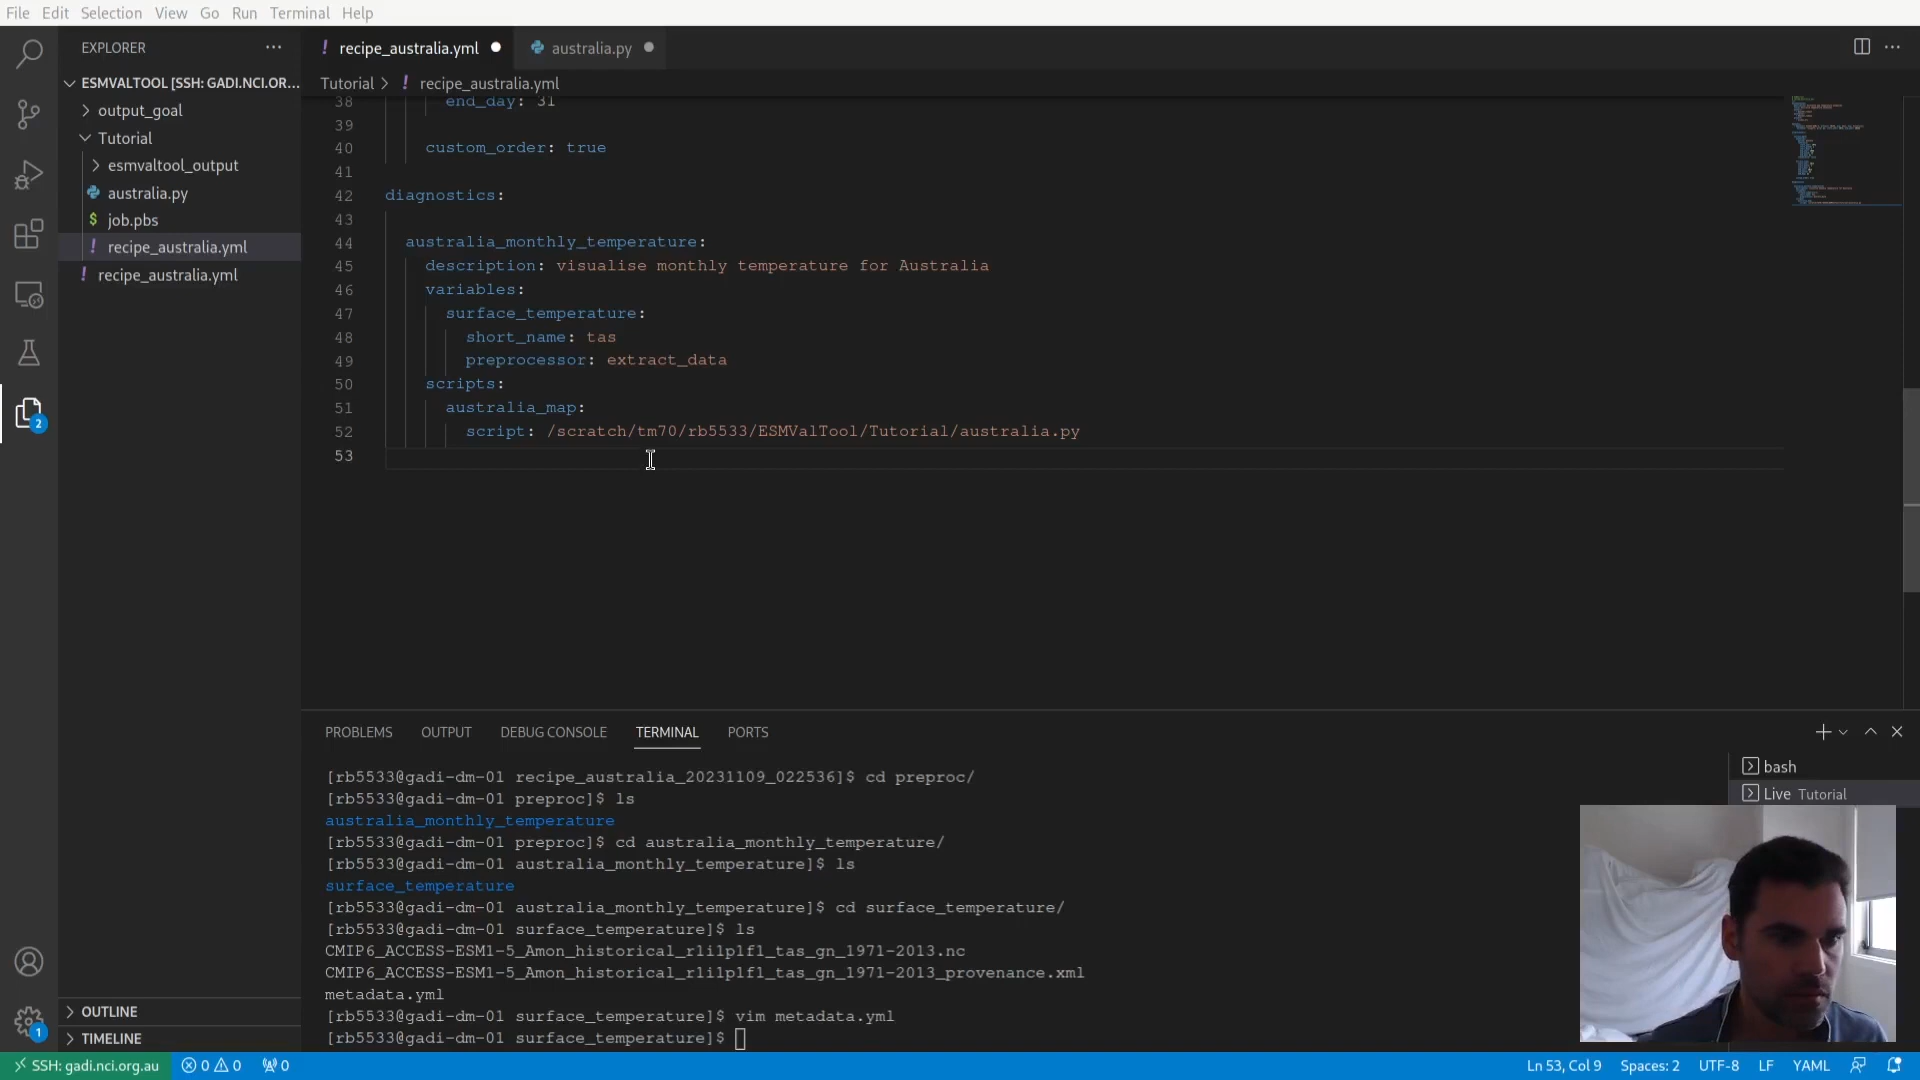 File Edit Selection View Go Run Terminal Help
EXPLORER
recipe_australia.yml
australia.py
ESMVALTOOL [SSH: GADI.NCI.OR...
output_goal
Tutorial
esmvaltool_output
australia.py
job.pbs
recipe_australia.yml
recipe_australia.yml
Tutorial > ! recipe_australia.yml
38 end_day: 31
39
40 custom_order: true
41
42 diagnostics:
43
44 australia_monthly_temperature:
45 description: visualise monthly temperature for Australia
46 variables:
47 surface_temperature:
48 short_name: tas
49 preprocessor: extract_data
50 scripts:
51 australia_map:
52 script: /scratch/tm70/rb5533/ESMValTool/Tutorial/australia.py
53
PROBLEMS OUTPUT DEBUG CONSOLE TERMINAL PORTS
[rb5533@gadi-dm-01 recipe_australia_20231109_022536]$ cd preproc/
[rb5533@gadi-dm-01 preproc]$ ls
australia_monthly_temperature
[rb5533@gadi-dm-01 preproc]$ cd australia_monthly_temperature/
[rb5533@gadi-dm-01 australia_monthly_temperature]$ ls
surface_temperature
[rb5533@gadi-dm-01 australia_monthly_temperature]$ cd surface_temperature/
[rb5533@gadi-dm-01 surface_temperature]$ ls
CMIP6_ACCESS-ESM1-5_Amon_historical_r1i1p1f1_tas_gn_1971-2013.nc
CMIP6_ACCESS-ESM1-5_Amon_historical_r1i1p1f1_tas_gn_1971-2013_provenance.xml
metadata.yml
[rb5533@gadi-dm-01 surface_temperature]$ vim metadata.yml
[rb5533@gadi-dm-01 surface_temperature]$
bash
Live Tutorial
2
OUTLINE
TIMELINE
1
SSH: gadi.nci.org.au 0 0 0
Ln 53, Col 9 Spaces: 2 UTF-8 LF YAML